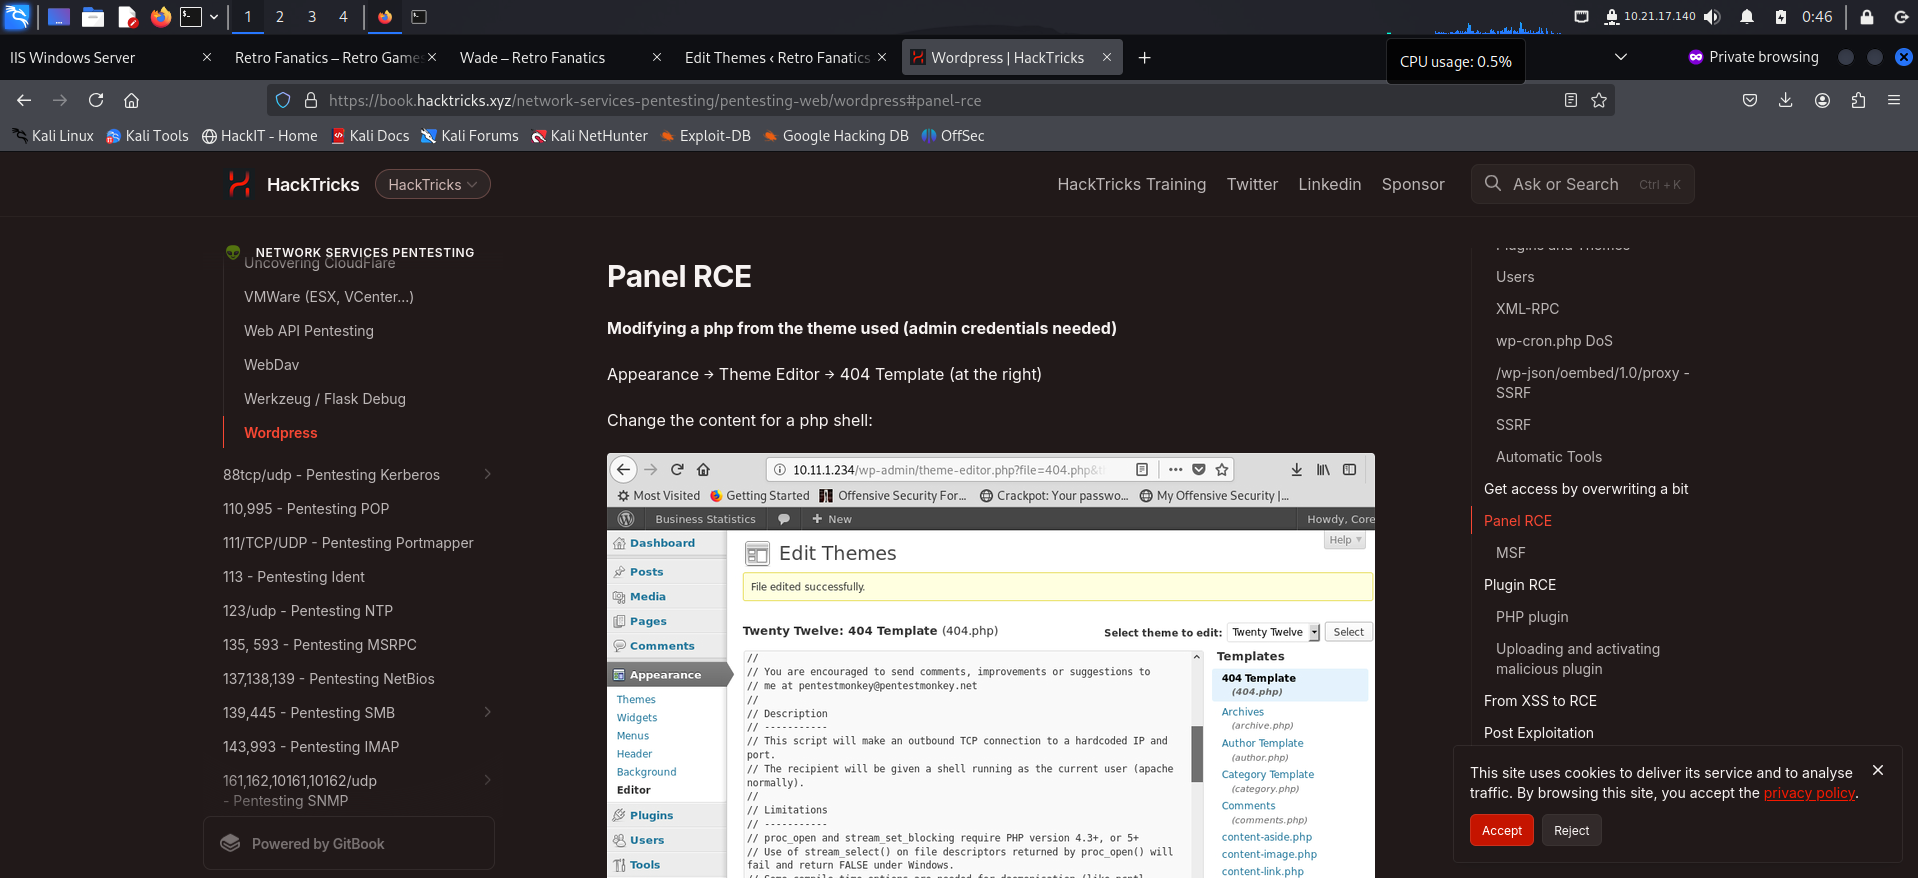 1 2 3 4 10.21.17.140 0:46
IIS Windows Server
Retro Fanatics – Retro Games
Wade – Retro Fanatics
Edit Themes ‹ Retro Fanatics
Wordpress | HackTricks
CPU usage: 0.5%
Private browsing
https://book.hacktricks.xyz/network-services-pentesting/pentesting-web/wordpress#panel-rce
Kali Linux Kali Tools HackIT - Home Kali Docs Kali Forums Kali NetHunter Exploit-DB Google Hacking DB OffSec
HackTricks HackTricks HackTricks Training Twitter Linkedin Sponsor Ask or Search Ctrl + K
NETWORK SERVICES PENTESTING
Uncovering CloudFlare
VMWare (ESX, VCenter...)
Web API Pentesting
WebDav
Werkzeug / Flask Debug
Wordpress
88tcp/udp - Pentesting Kerberos
110,995 - Pentesting POP
111/TCP/UDP - Pentesting Portmapper
113 - Pentesting Ident
123/udp - Pentesting NTP
135, 593 - Pentesting MSRPC
137,138,139 - Pentesting NetBios
139,445 - Pentesting SMB
143,993 - Pentesting IMAP
161,162,10161,10162/udp
- Pentesting SNMP
Powered by GitBook
Panel RCE
Modifying a php from the theme used (admin credentials needed)
Appearance → Theme Editor → 404 Template (at the right)
Change the content for a php shell:
10.11.1.234/wp-admin/theme-editor.php?file=404.php&t
Most Visited Getting Started Offensive Security For... Crackpot: Your passwo... My Offensive Security |...
Business Statistics + New Howdy, Core
Dashboard
Posts
Media
Pages
Comments
Appearance
Themes
Widgets
Menus
Header
Background
Editor
Plugins
Users
Tools
Edit Themes
Help
File edited successfully.
Twenty Twelve: 404 Template (404.php)
Select theme to edit: Twenty Twelve Select
//
// You are encouraged to send comments, improvements or suggestions to
// me at pentestmonkey@pentestmonkey.net
//
// Description
// -----------
// This script will make an outbound TCP connection to a hardcoded IP and
port.
// The recipient will be given a shell running as the current user (apache
normally).
//
// Limitations
// -----------
// proc_open and stream_set_blocking require PHP version 4.3+, or 5+
// Use of stream_select() on file descriptors returned by proc_open() will
fail and return FALSE under Windows.
// Some compile-time options are needed for daemonisation (like pcntl
Templates
404 Template
(404.php)
Archives
(archive.php)
Author Template
(author.php)
Category Template
(category.php)
Comments
(comments.php)
content-aside.php
content-image.php
content-link.php
Plugins and Themes
Users
XML-RPC
wp-cron.php DoS
/wp-json/oembed/1.0/proxy -
SSRF
SSRF
Automatic Tools
Get access by overwriting a bit
Panel RCE
MSF
Plugin RCE
PHP plugin
Uploading and activating
malicious plugin
From XSS to RCE
Post Exploitation
This site uses cookies to deliver its service and to analyse
traffic. By browsing this site, you accept the privacy policy.
Accept Reject